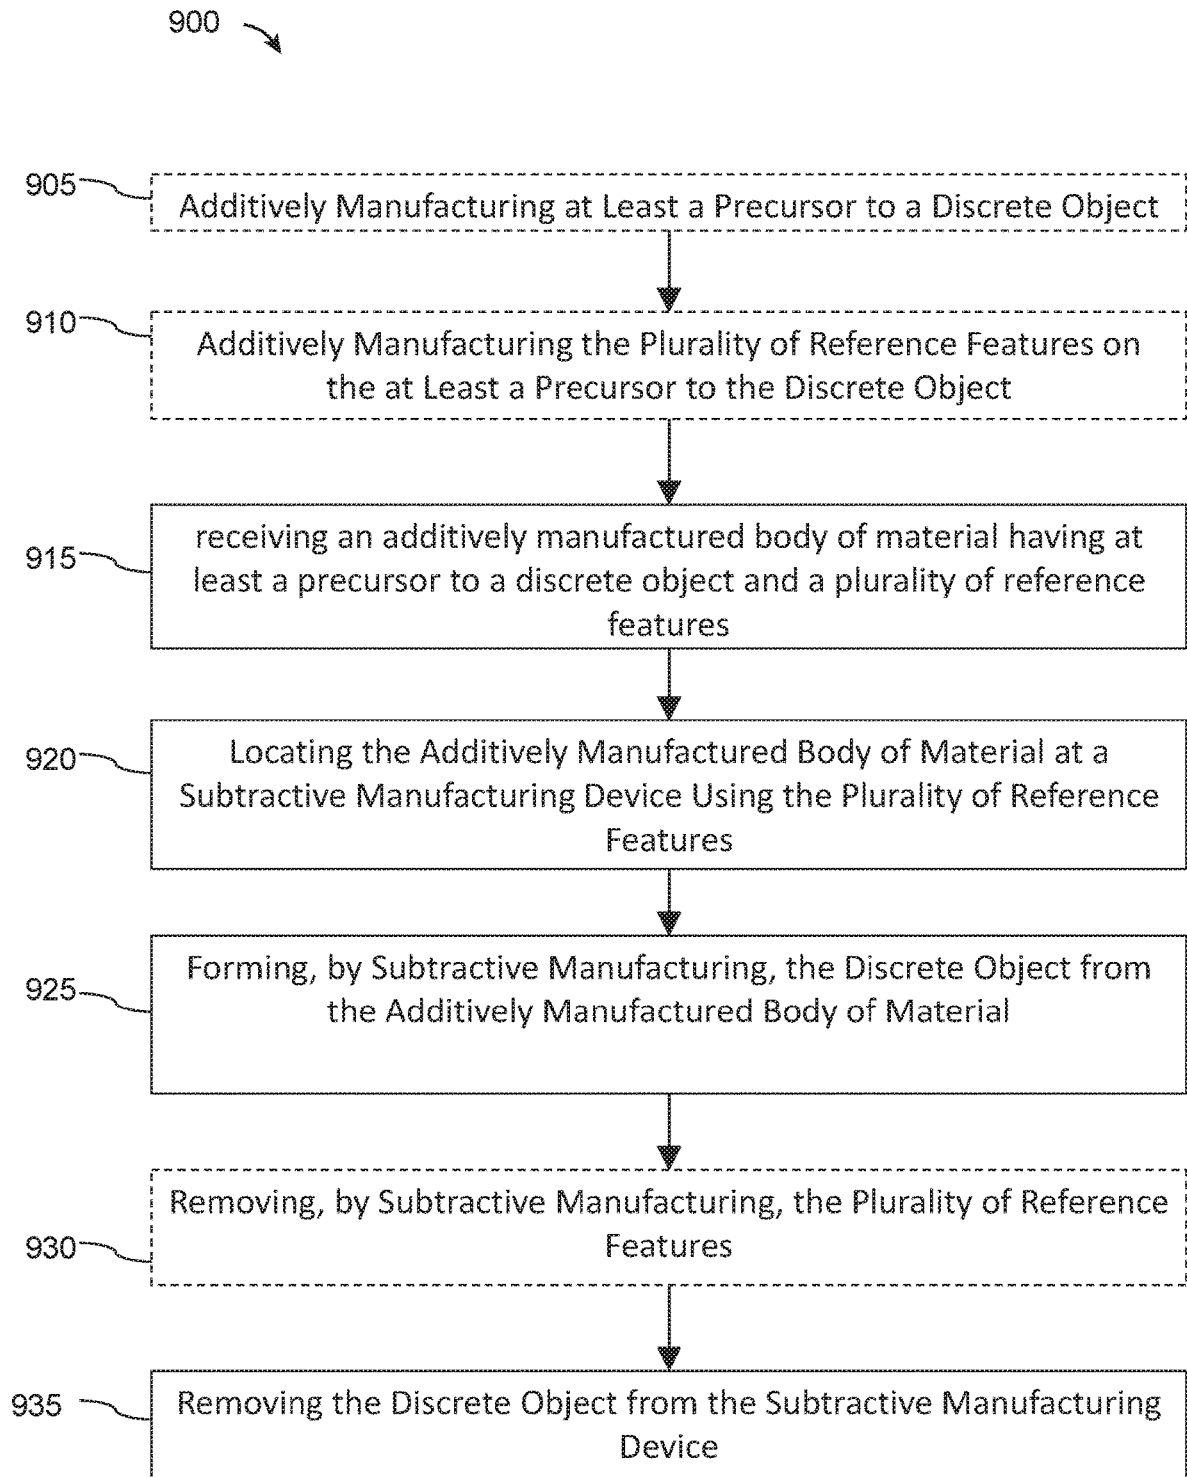 900
905
Additively Manufacturing at Least a Precursor to a Discrete Object
910
Additively Manufacturing the Plurality of Reference Features on
the at Least a Precursor to the Discrete Object
915
receiving an additively manufactured body of material having at
least a precursor to a discrete object and a plurality of reference
features
920
Locating the Additively Manufactured Body of Material at a
Subtractive Manufacturing Device Using the Plurality of Reference
Features
925
Forming, by Subtractive Manufacturing, the Discrete Object from
the Additively Manufactured Body of Material
930
Removing, by Subtractive Manufacturing, the Plurality of Reference
Features
935
Removing the Discrete Object from the Subtractive Manufacturing
Device